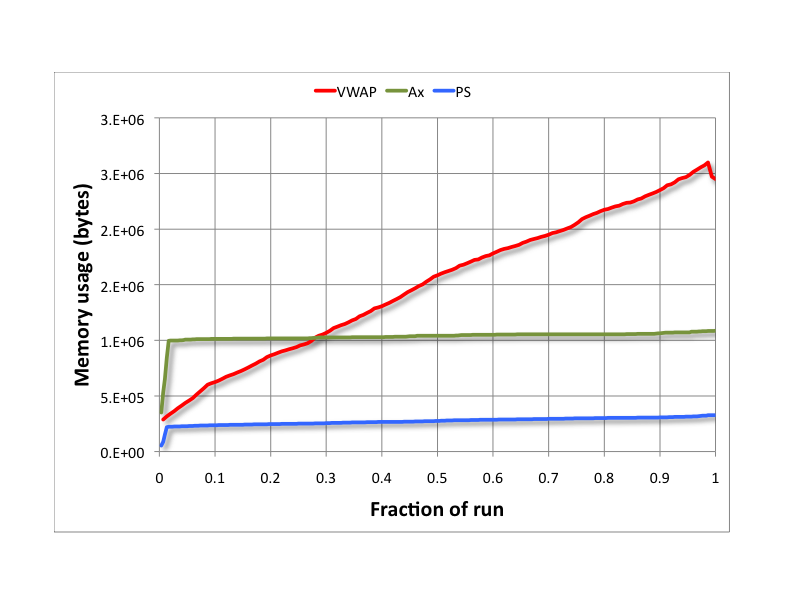 VWAP Ax PS
3.E+06
3.E+06
2.E+06
2.E+06
1.E+06
5.E+05
0.E+00
Memory usage (bytes)
0 0.1 0.2 0.3 0.4 0.5 0.6 0.7 0.8 0.9 1
Fraction of run